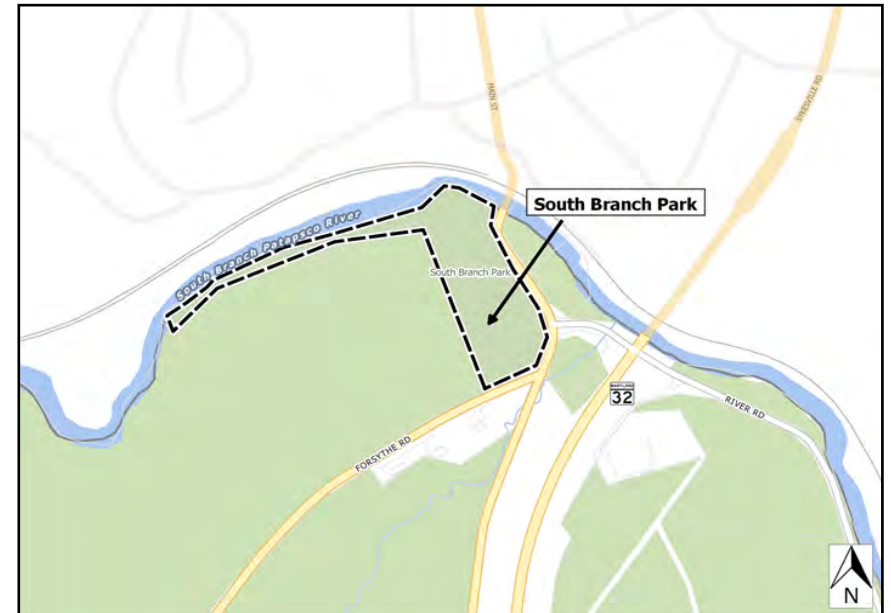 MAIN ST
SYKESVILLE RD
South Branch Park
South Branch Patapsco River
South Branch Park
MARYLAND
32
RIVER RD
FORSYTHE RD
N